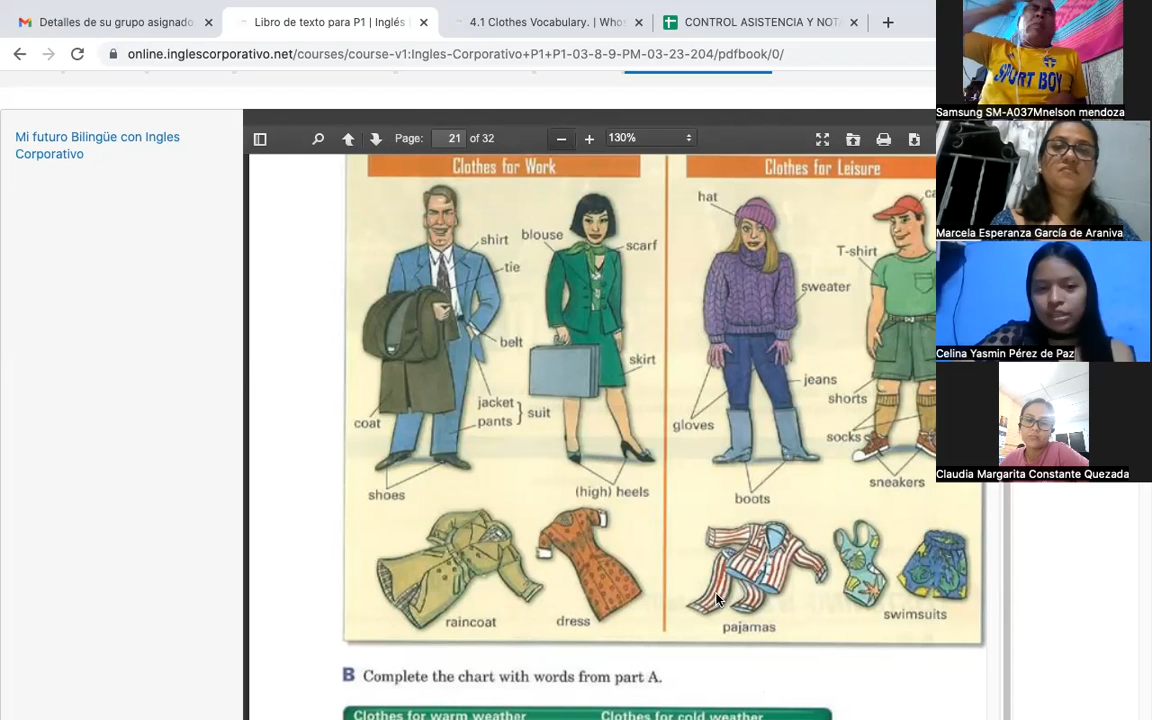 Detalles de su grupo asignado
Libro de texto para P1 | Inglés
4.1 Clothes Vocabulary. | Who
CONTROL ASISTENCIA Y NOT
online.inglescorporativo.net/courses/course-v1:Ingles-Corporativo+P1+P1-03-8-9-PM-03-23-204/pdfbook/0/
Mi futuro Bilingüe con Ingles
Corporativo
Page: 21 of 32
130%
Clothes for Work
Clothes for Leisure
shirt
blouse
scarf
tie
belt
skirt
jacket
pants
suit
coat
shoes
(high) heels
raincoat
dress
hat
T-shirt
sweater
jeans
shorts
gloves
socks
sneakers
boots
pajamas
swimsuits
B Complete the chart with words from part A.
Clothes for warm weather
Clothes for cold weather
SPORT BOY
Samsung SM-A037Mnelson mendoza
Marcela Esperanza García de Araniva
Celina Yasmin Pérez de Paz
Claudia Margarita Constante Quezada